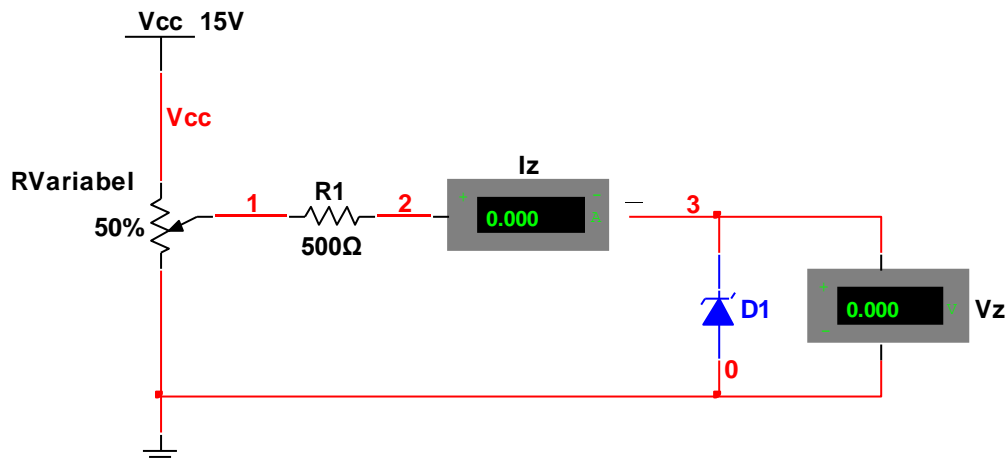 Vcc 15V
Vcc
RVariabel
50%
1
R1
500Ω
2
Iz
+ −
0.000 A
3
D1
0
+
0.000 V
−
Vz